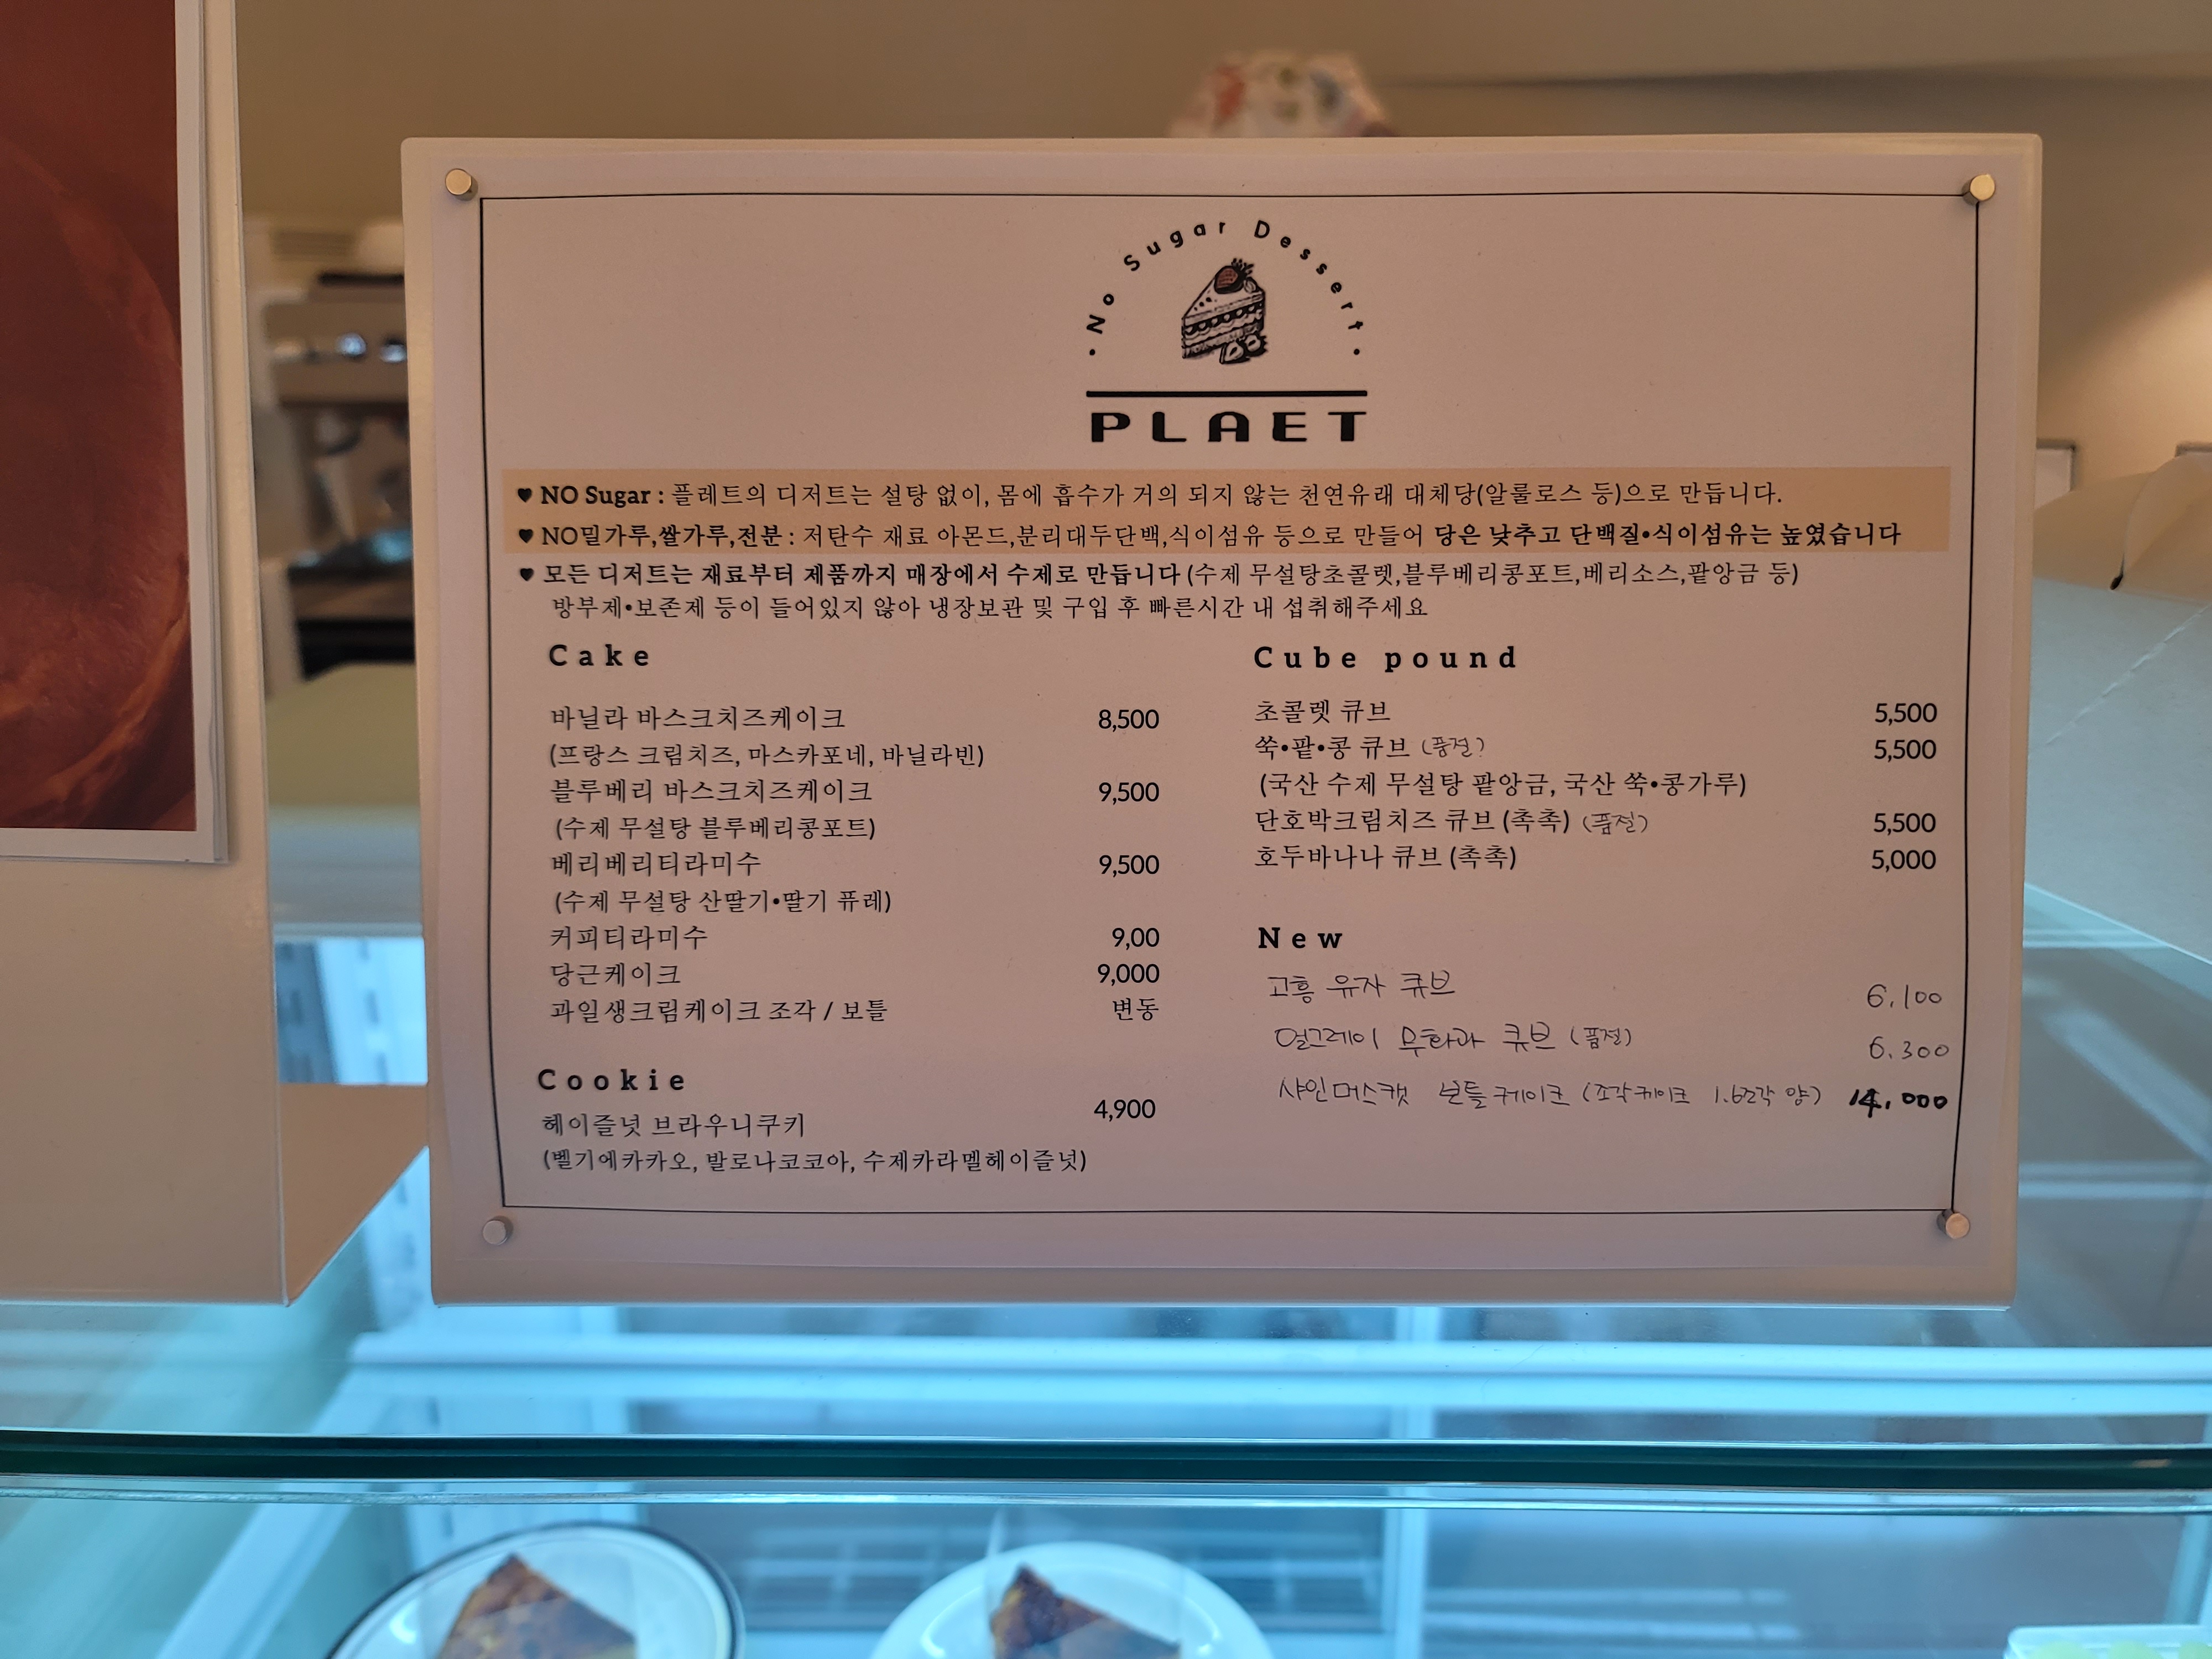 No Sugar Dessert
PLAET
♥ NO Sugar : 플레트의 디저트는 설탕 없이, 몸에 흡수가 거의 되지 않는 천연유래 대체당(알룰로스 등)으로 만듭니다.
♥ NO밀가루,쌀가루,전분 : 저탄수 재료 아몬드,분리대두단백,식이섬유 등으로 만들어 당은 낮추고 단백질•식이섬유는 높였습니다
♥ 모든 디저트는 재료부터 제품까지 매장에서 수제로 만듭니다 (수제 무설탕초콜렛,블루베리콩포트,베리소스,팥앙금 등)
방부제•보존제 등이 들어있지 않아 냉장보관 및 구입 후 빠른시간 내 섭취해주세요
Cake
바닐라 바스크치즈케이크 8,500
(프랑스 크림치즈, 마스카포네, 바닐라빈)
블루베리 바스크치즈케이크 9,500
(수제 무설탕 블루베리콩포트)
베리베리티라미수 9,500
(수제 무설탕 산딸기•딸기 퓨레)
커피티라미수 9,00
당근케이크 9,000
과일생크림케이크 조각 / 보틀 변동
Cookie
헤이즐넛 브라우니쿠키 4,900
(벨기에카카오, 발로나코코아, 수제카라멜헤이즐넛)
Cube pound
초콜렛 큐브 5,500
쑥•팥•콩 큐브 (품절) 5,500
(국산 수제 무설탕 팥앙금, 국산 쑥•콩가루)
단호박크림치즈 큐브 (촉촉) (품절) 5,500
호두바나나 큐브 (촉촉) 5,000
New
고흥 유자 큐브 6.100
얼그레이 무화과 큐브 (품절) 6.300
샤인머스캣 보틀케이크 (조각케이크 1.6조각 양) 14.000